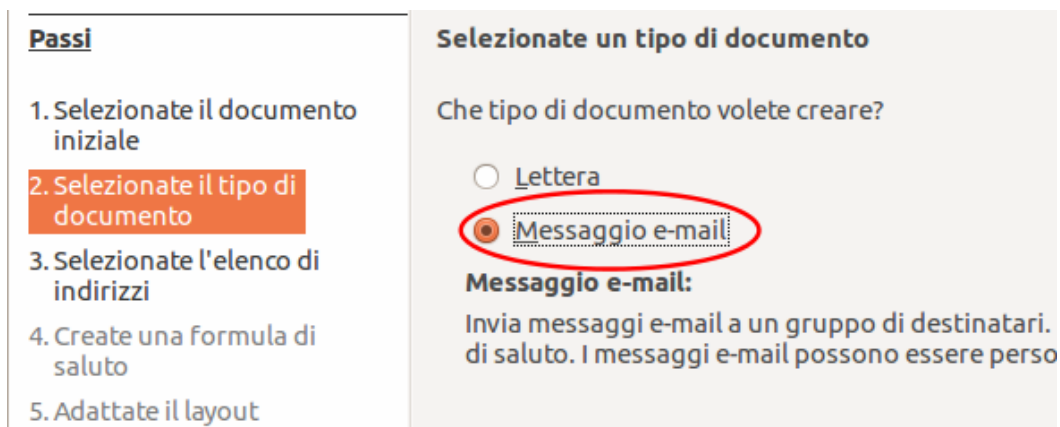 Passi
1. Selezionate il documento
iniziale
2. Selezionate il tipo di
documento
3. Selezionate l'elenco di
indirizzi
4. Create una formula di
saluto
5. Adattate il layout
Selezionate un tipo di documento
Che tipo di documento volete creare?
Lettera
Messaggio e-mail
Messaggio e-mail:
Invia messaggi e-mail a un gruppo di destinatari.
di saluto. I messaggi e-mail possono essere perso